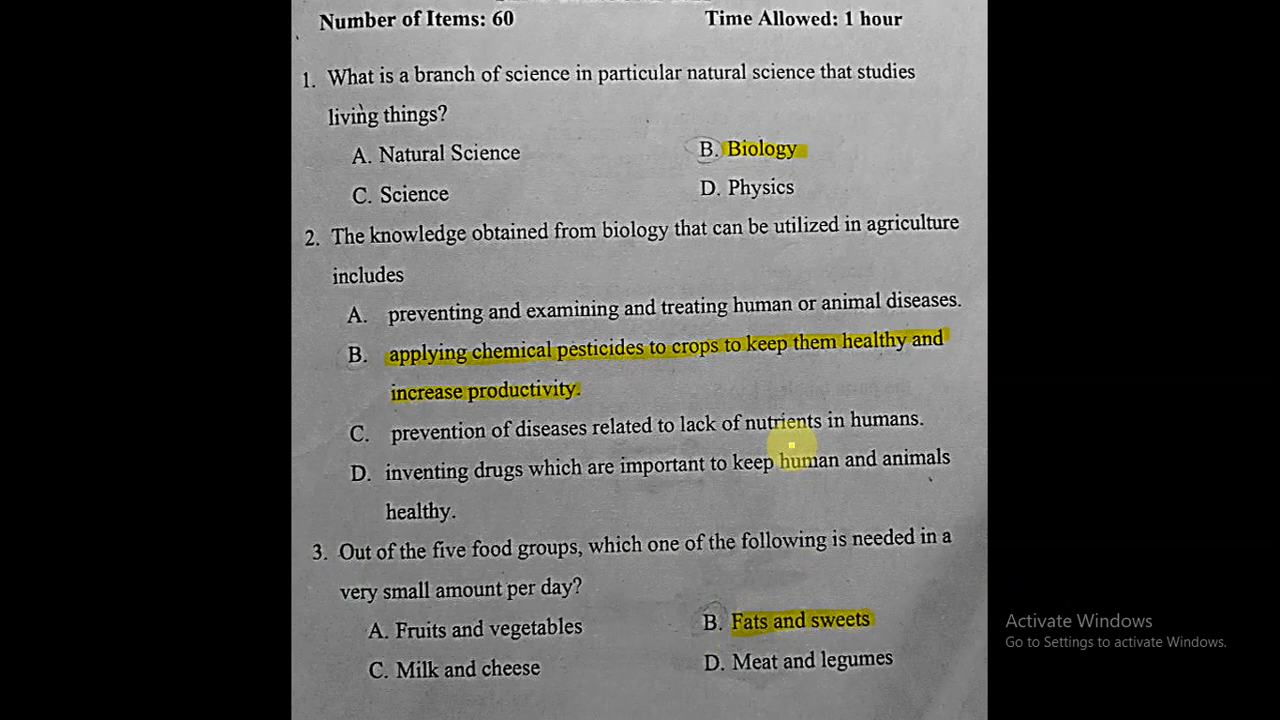 Number of Items: 60 Time Allowed: 1 hour
1. What is a branch of science in particular natural science that studies
living things?
A. Natural Science B. Biology
C. Science D. Physics
2. The knowledge obtained from biology that can be utilized in agriculture
includes
A. preventing and examining and treating human or animal diseases.
B. applying chemical pesticides to crops to keep them healthy and
increase productivity.
C. prevention of diseases related to lack of nutrients in humans.
D. inventing drugs which are important to keep human and animals
healthy.
3. Out of the five food groups, which one of the following is needed in a
very small amount per day?
A. Fruits and vegetables B. Fats and sweets
C. Milk and cheese D. Meat and legumes
Activate Windows
Go to Settings to activate Windows.